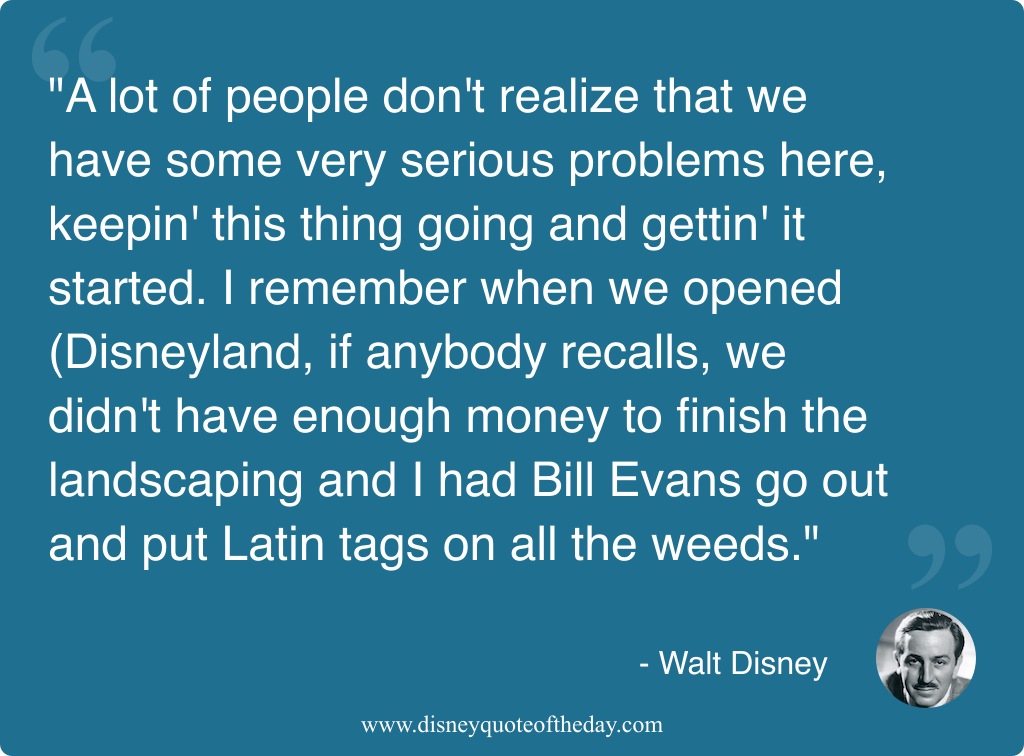 "A lot of people don't realize that we
have some very serious problems here,
keepin' this thing going and gettin' it
started. I remember when we opened
(Disneyland, if anybody recalls, we
didn't have enough money to finish the
landscaping and I had Bill Evans go out
and put Latin tags on all the weeds."
- Walt Disney
www.disneyquoteoftheday.com